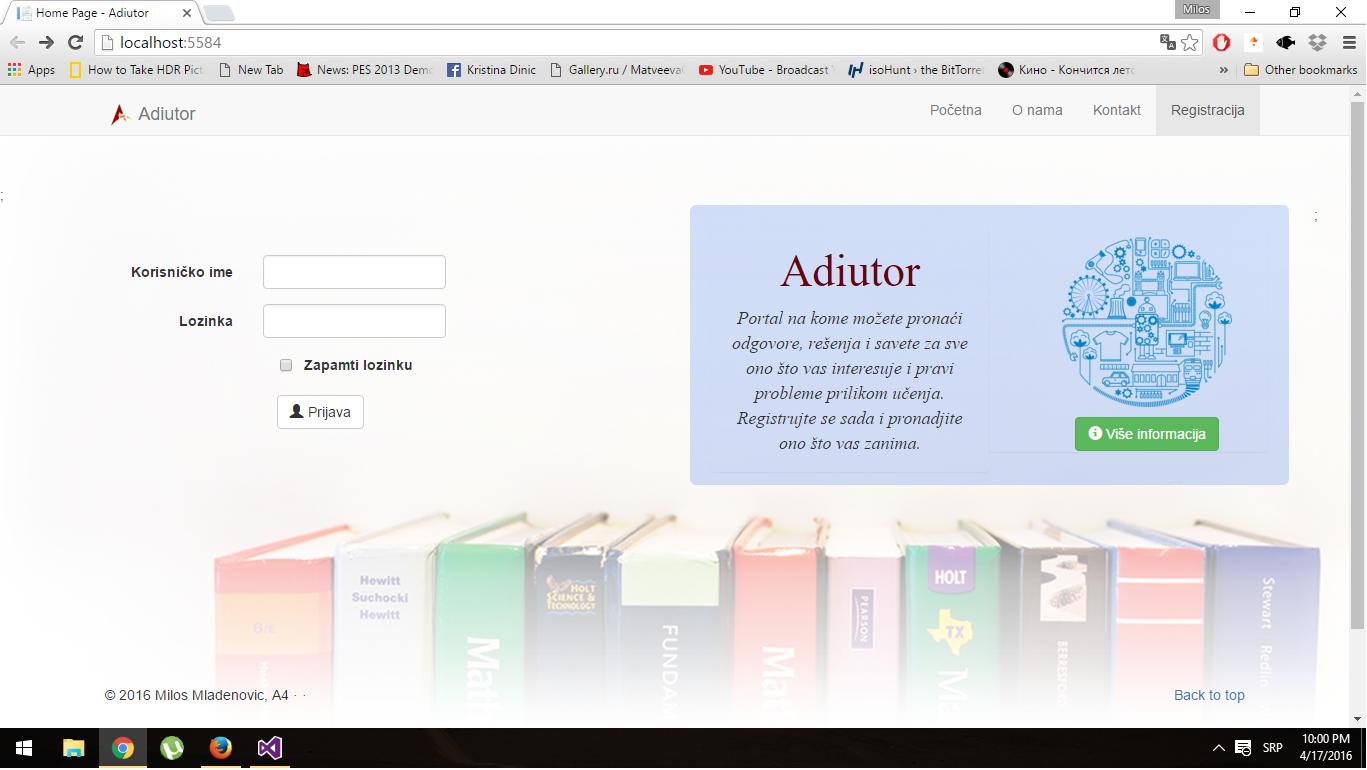 Home Page - Adiutor
Milos
localhost:5584
Apps
How to Take HDR Pict
New Tab
News: PES 2013 Demo
Kristina Dinic
Gallery.ru / Matveeva
YouTube - Broadcast Y
isoHunt › the BitTorrent
Кино - Кончится лето
»
Other bookmarks
Adiutor
Početna
O nama
Kontakt
Registracija
;
;
Korisničko ime
Lozinka
Zapamti lozinku
Prijava
Adiutor
Portal na kome možete pronaći
odgovore, rešenja i savete za sve
ono što vas interesuje i pravi
probleme prilikom učenja.
Registrujte se sada i pronadjite
ono što vas zanima.
Više informacija
6/E
Hewitt
Suchocki
Hewitt
Math
HOLT
SCIENCE &
TECHNOLOGY
FUNDAM
Mat
PEARSON
HOLT
TX
Ma
BERRESFORD
Stewart Redlin
© 2016 Milos Mladenovic, A4 · ·
Back to top
SRP
10:00 PM
4/17/2016